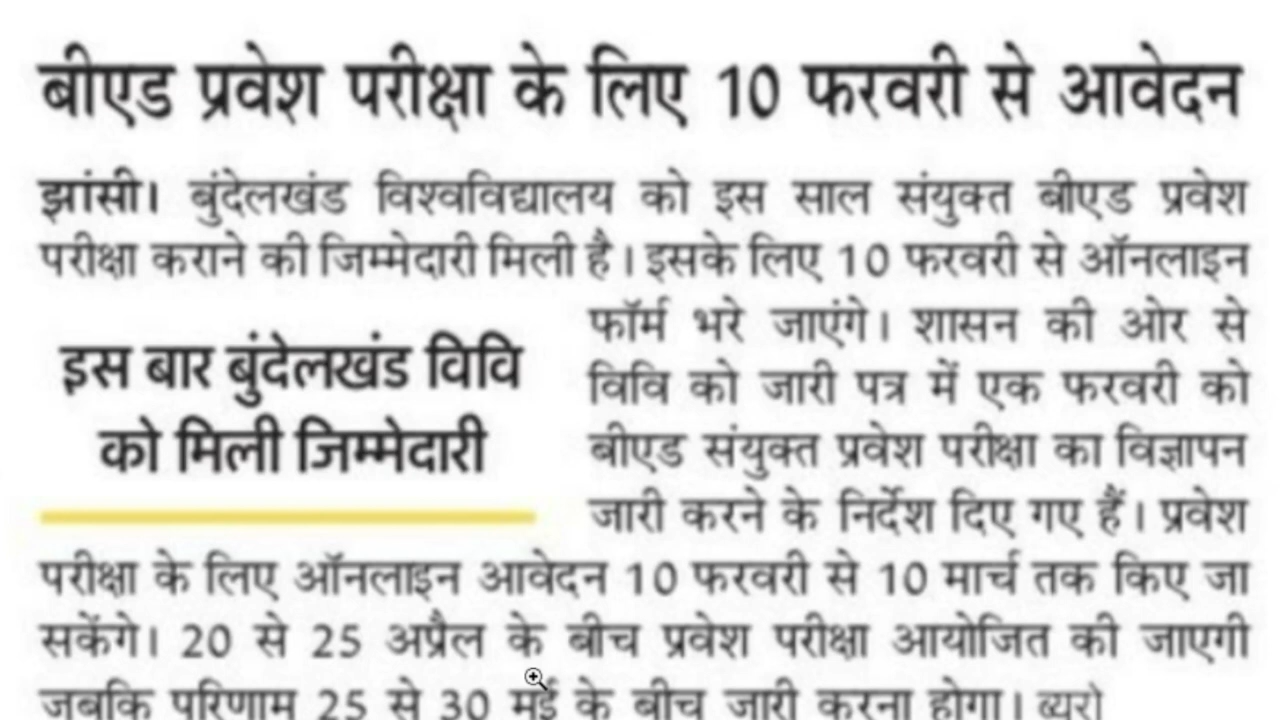 बीएड प्रवेश परीक्षा के लिए 10 फरवरी से आवेदन
झांसी। बुंदेलखंड विश्वविद्यालय को इस साल संयुक्त बीएड प्रवेश
परीक्षा कराने की जिम्मेदारी मिली है। इसके लिए 10 फरवरी से ऑनलाइन
इस बार बुंदेलखंड विवि
को मिली जिम्मेदारी
फॉर्म भरे जाएंगे। शासन की ओर से
विवि को जारी पत्र में एक फरवरी को
बीएड संयुक्त प्रवेश परीक्षा का विज्ञापन
जारी करने के निर्देश दिए गए हैं। प्रवेश
परीक्षा के लिए ऑनलाइन आवेदन 10 फरवरी से 10 मार्च तक किए जा
सकेंगे। 20 से 25 अप्रैल के बीच प्रवेश परीक्षा आयोजित की जाएगी
जबकि परिणाम 25 से 30 मई के बीच जारी करना होगा। ब्यूरो